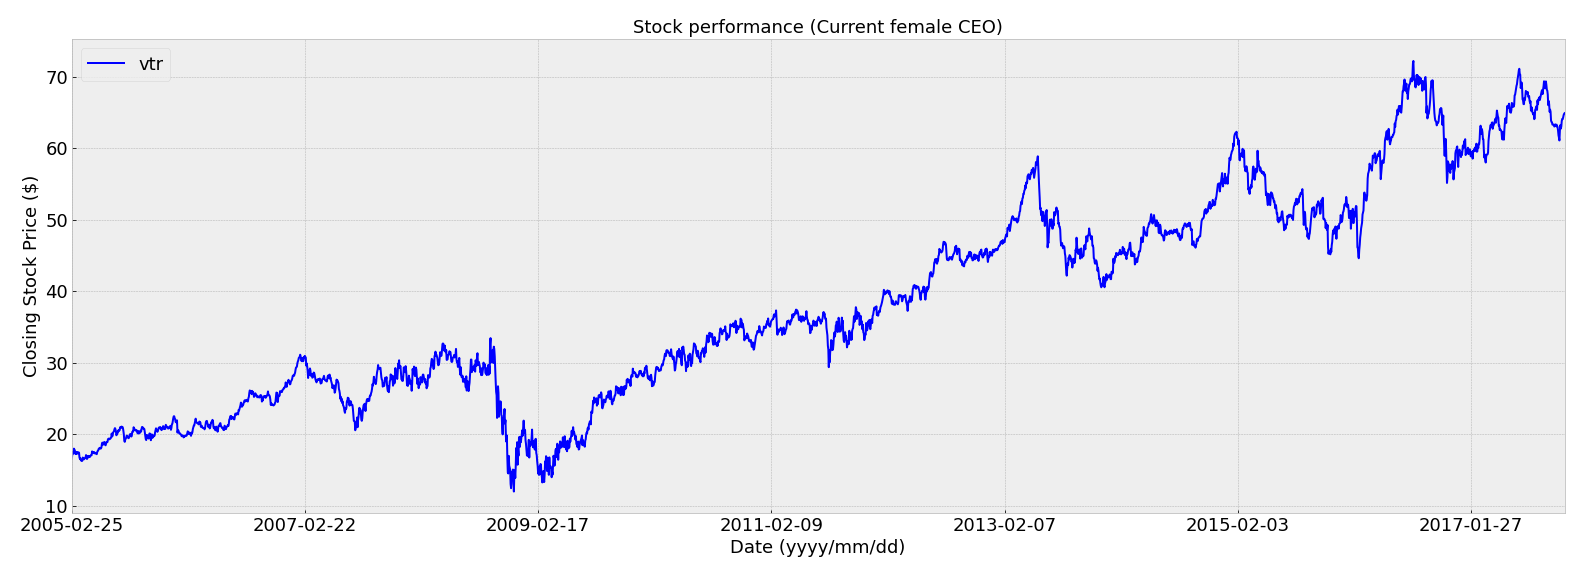 Stock performance (Current female CEO)
vtr
Closing Stock Price ($)
70
60
50
40
30
20
10
2005-02-25 2007-02-22 2009-02-17 2011-02-09 2013-02-07 2015-02-03 2017-01-27
Date (yyyy/mm/dd)